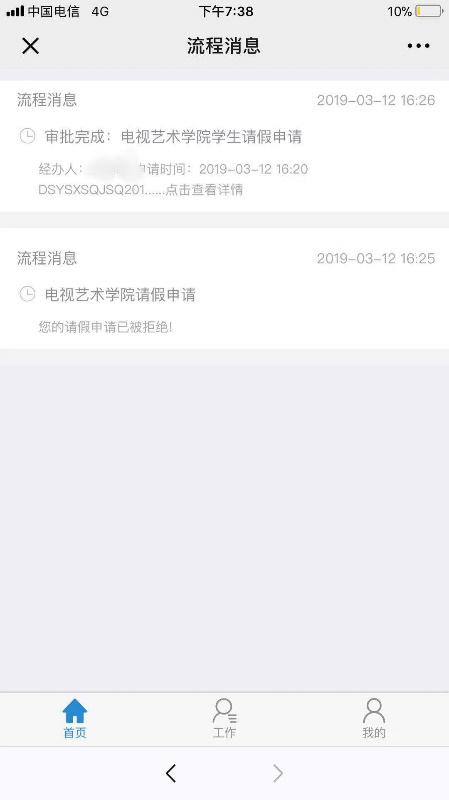 中国电信 4G 下午7:38 10%
流程消息
流程消息 2019-03-12 16:26
审批完成：电视艺术学院学生请假申请
经办人： 申请时间：2019-03-12 16:20
DSYSXSQJSQ201......点击查看详情
流程消息 2019-03-12 16:25
电视艺术学院请假申请
您的请假申请已被拒绝!
首页 工作 我的